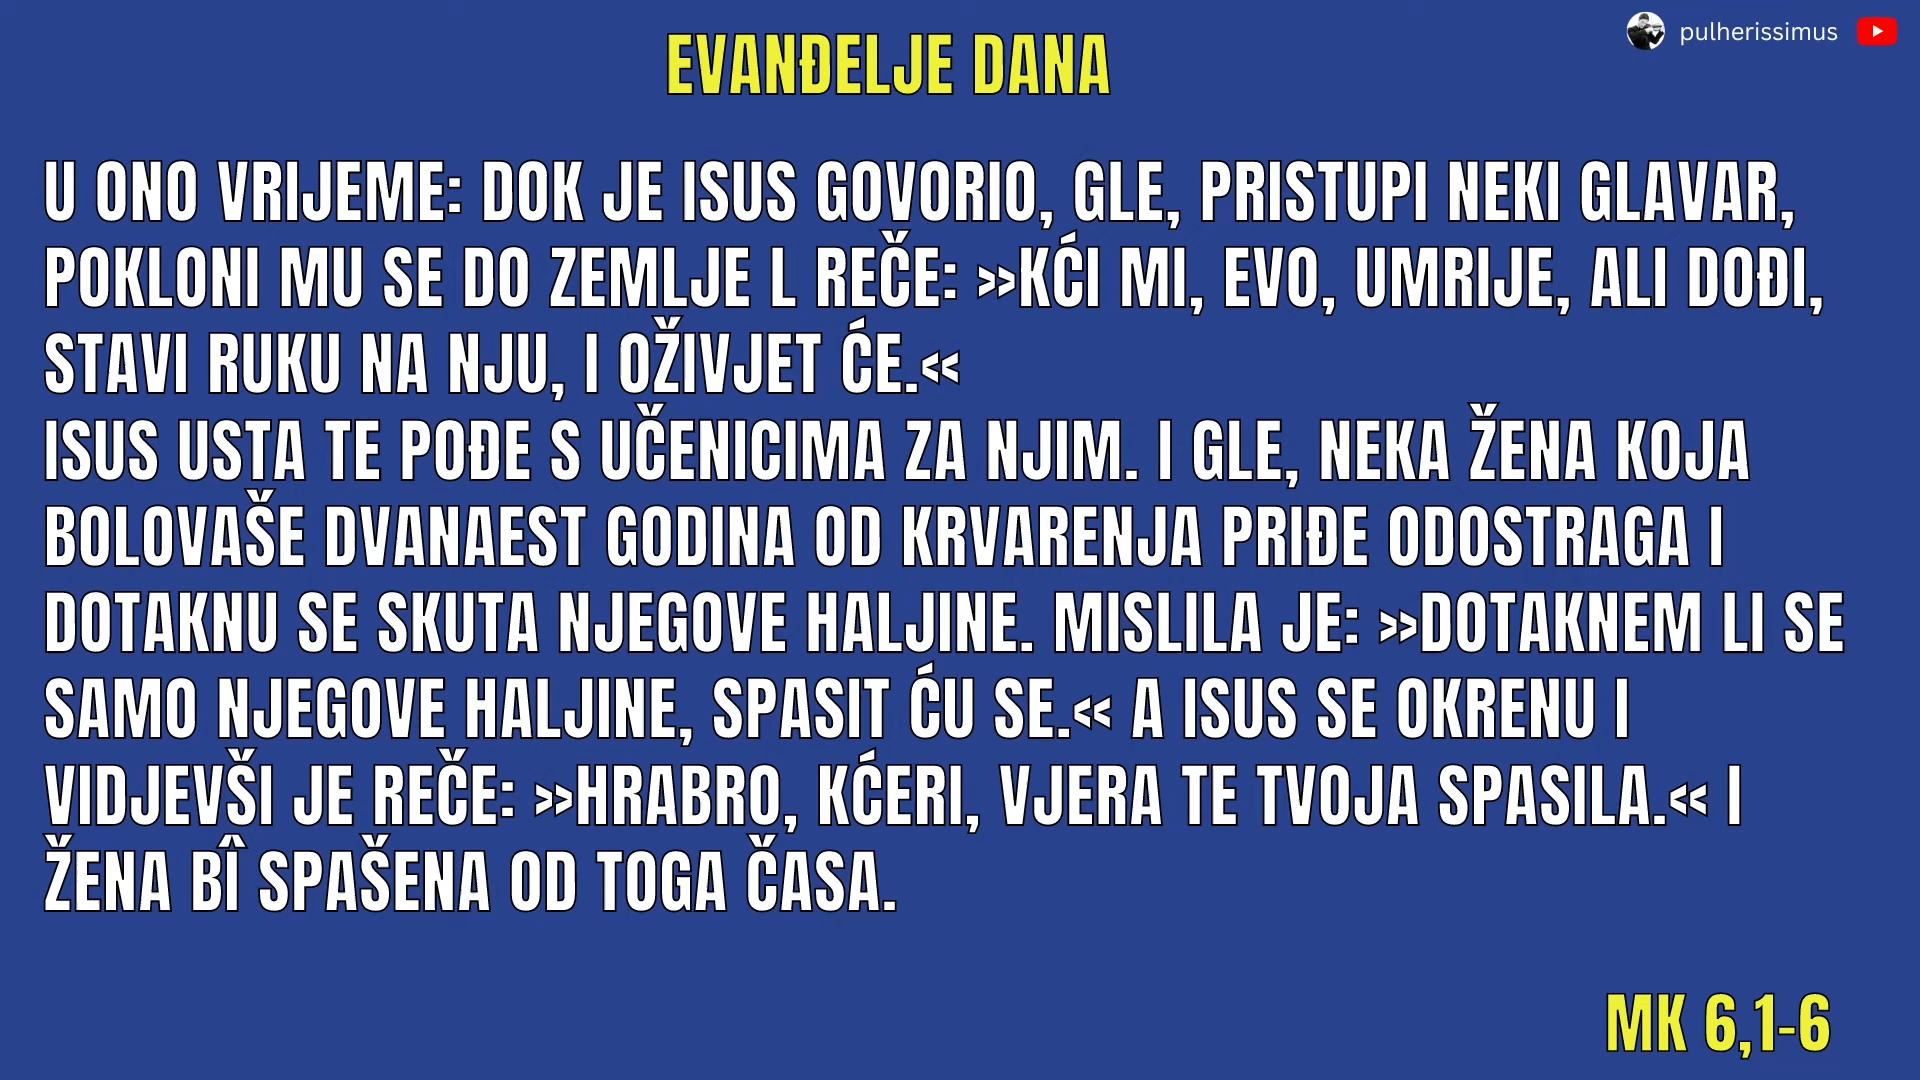 pulherissimus
EVANĐELJE DANA
U ONO VRIJEME: DOK JE ISUS GOVORIO, GLE, PRISTUPI NEKI GLAVAR,
POKLONI MU SE DO ZEMLJE L REČE: »KĆI MI, EVO, UMRIJE, ALI DOĐI,
STAVI RUKU NA NJU, I OŽIVJET ĆE.«
ISUS USTA TE POĐE S UČENICIMA ZA NJIM. I GLE, NEKA ŽENA KOJA
BOLOVAŠE DVANAEST GODINA OD KRVARENJA PRIĐE ODOSTRAGA I
DOTAKNU SE SKUTA NJEGOVE HALJINE. MISLILA JE: »DOTAKNEM LI SE
SAMO NJEGOVE HALJINE, SPASIT ĆU SE.« A ISUS SE OKRENU I
VIDJEVŠI JE REČE: »HRABRO, KĆERI, VJERA TE TVOJA SPASILA.« I
ŽENA BÎ SPAŠENA OD TOGA ČASA.
MK 6,1-6